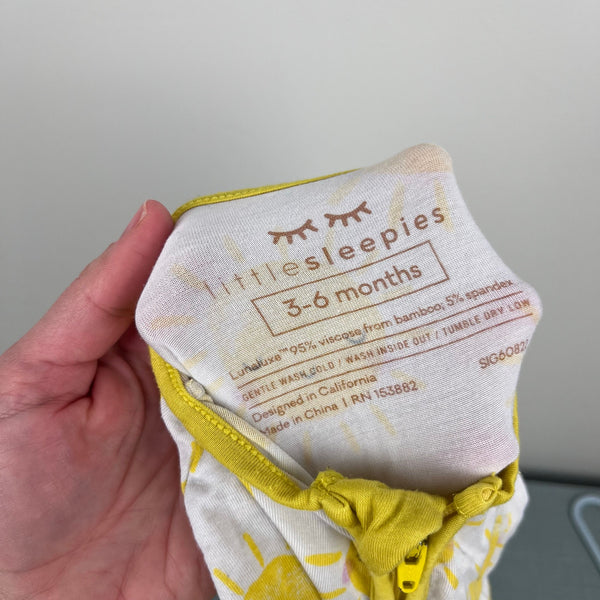 littlesleepies
3-6 months
Lunaluxe™ 95% viscose from bamboo, 5% spandex
GENTLE WASH COLD / WASH INSIDE OUT / TUMBLE DRY LOW
Designed in California
Made in China | RN 153882